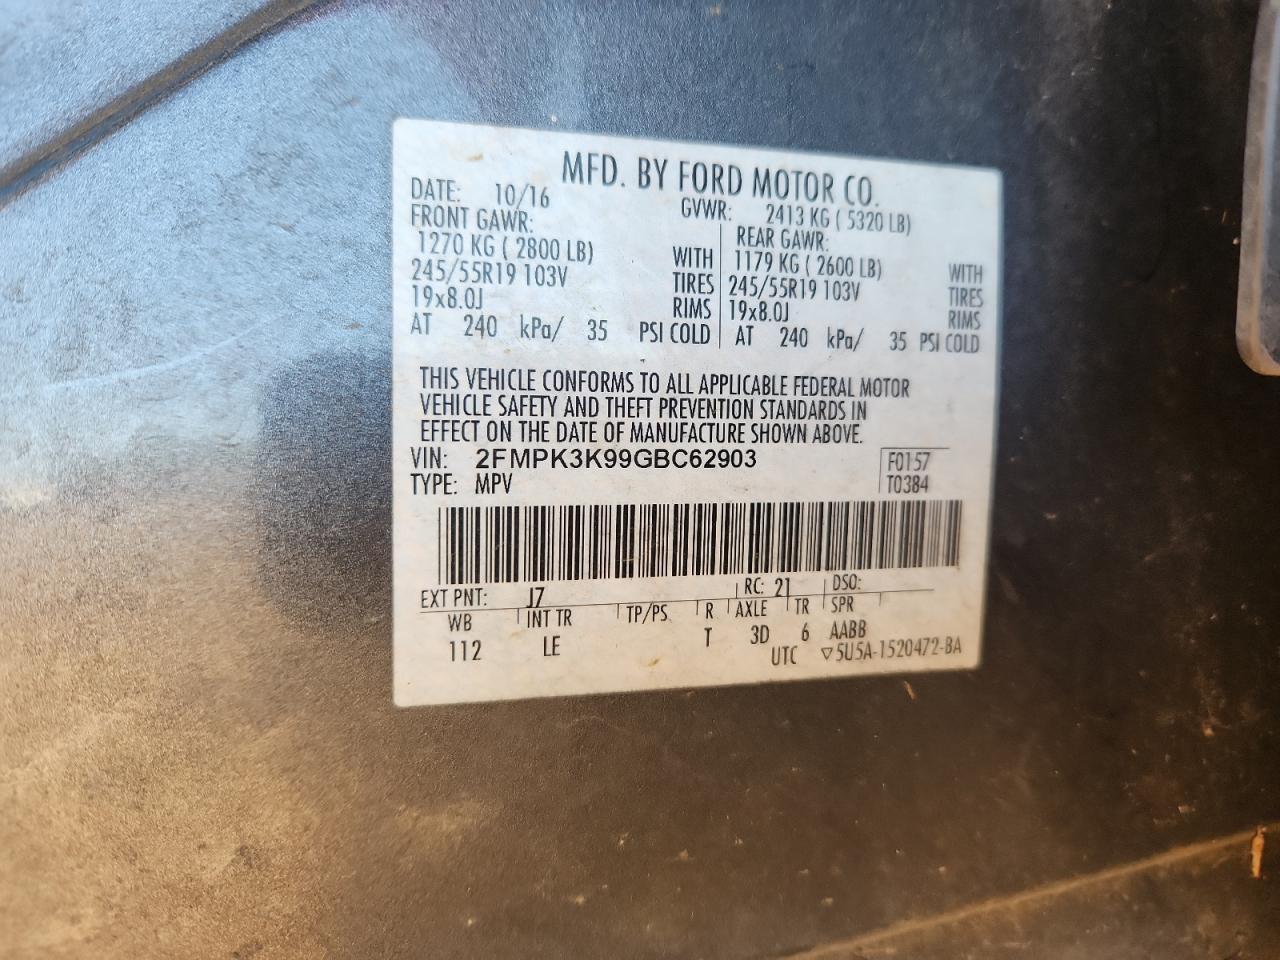 MFD. BY FORD MOTOR CO.
DATE: 10/16 GVWR: 2413 KG ( 5320 LB)
FRONT GAWR: REAR GAWR:
1270 KG ( 2800 LB) WITH 1179 KG ( 2600 LB) WITH
245/55R19 103V TIRES 245/55R19 103V TIRES
19x8.0J RIMS 19x8.0J RIMS
AT 240 kPa/ 35 PSI COLD AT 240 kPa/ 35 PSI COLD
THIS VEHICLE CONFORMS TO ALL APPLICABLE FEDERAL MOTOR
VEHICLE SAFETY AND THEFT PREVENTION STANDARDS IN
EFFECT ON THE DATE OF MANUFACTURE SHOWN ABOVE.
VIN: 2FMPK3K99GBC62903 F0157
TYPE: MPV T0384
EXT PNT: J7 RC: 21 DSO:
WB INT TR TP/PS R AXLE TR SPR
112 LE T 3D 6 AABB
UTC ▽5U5A-1520472-BA